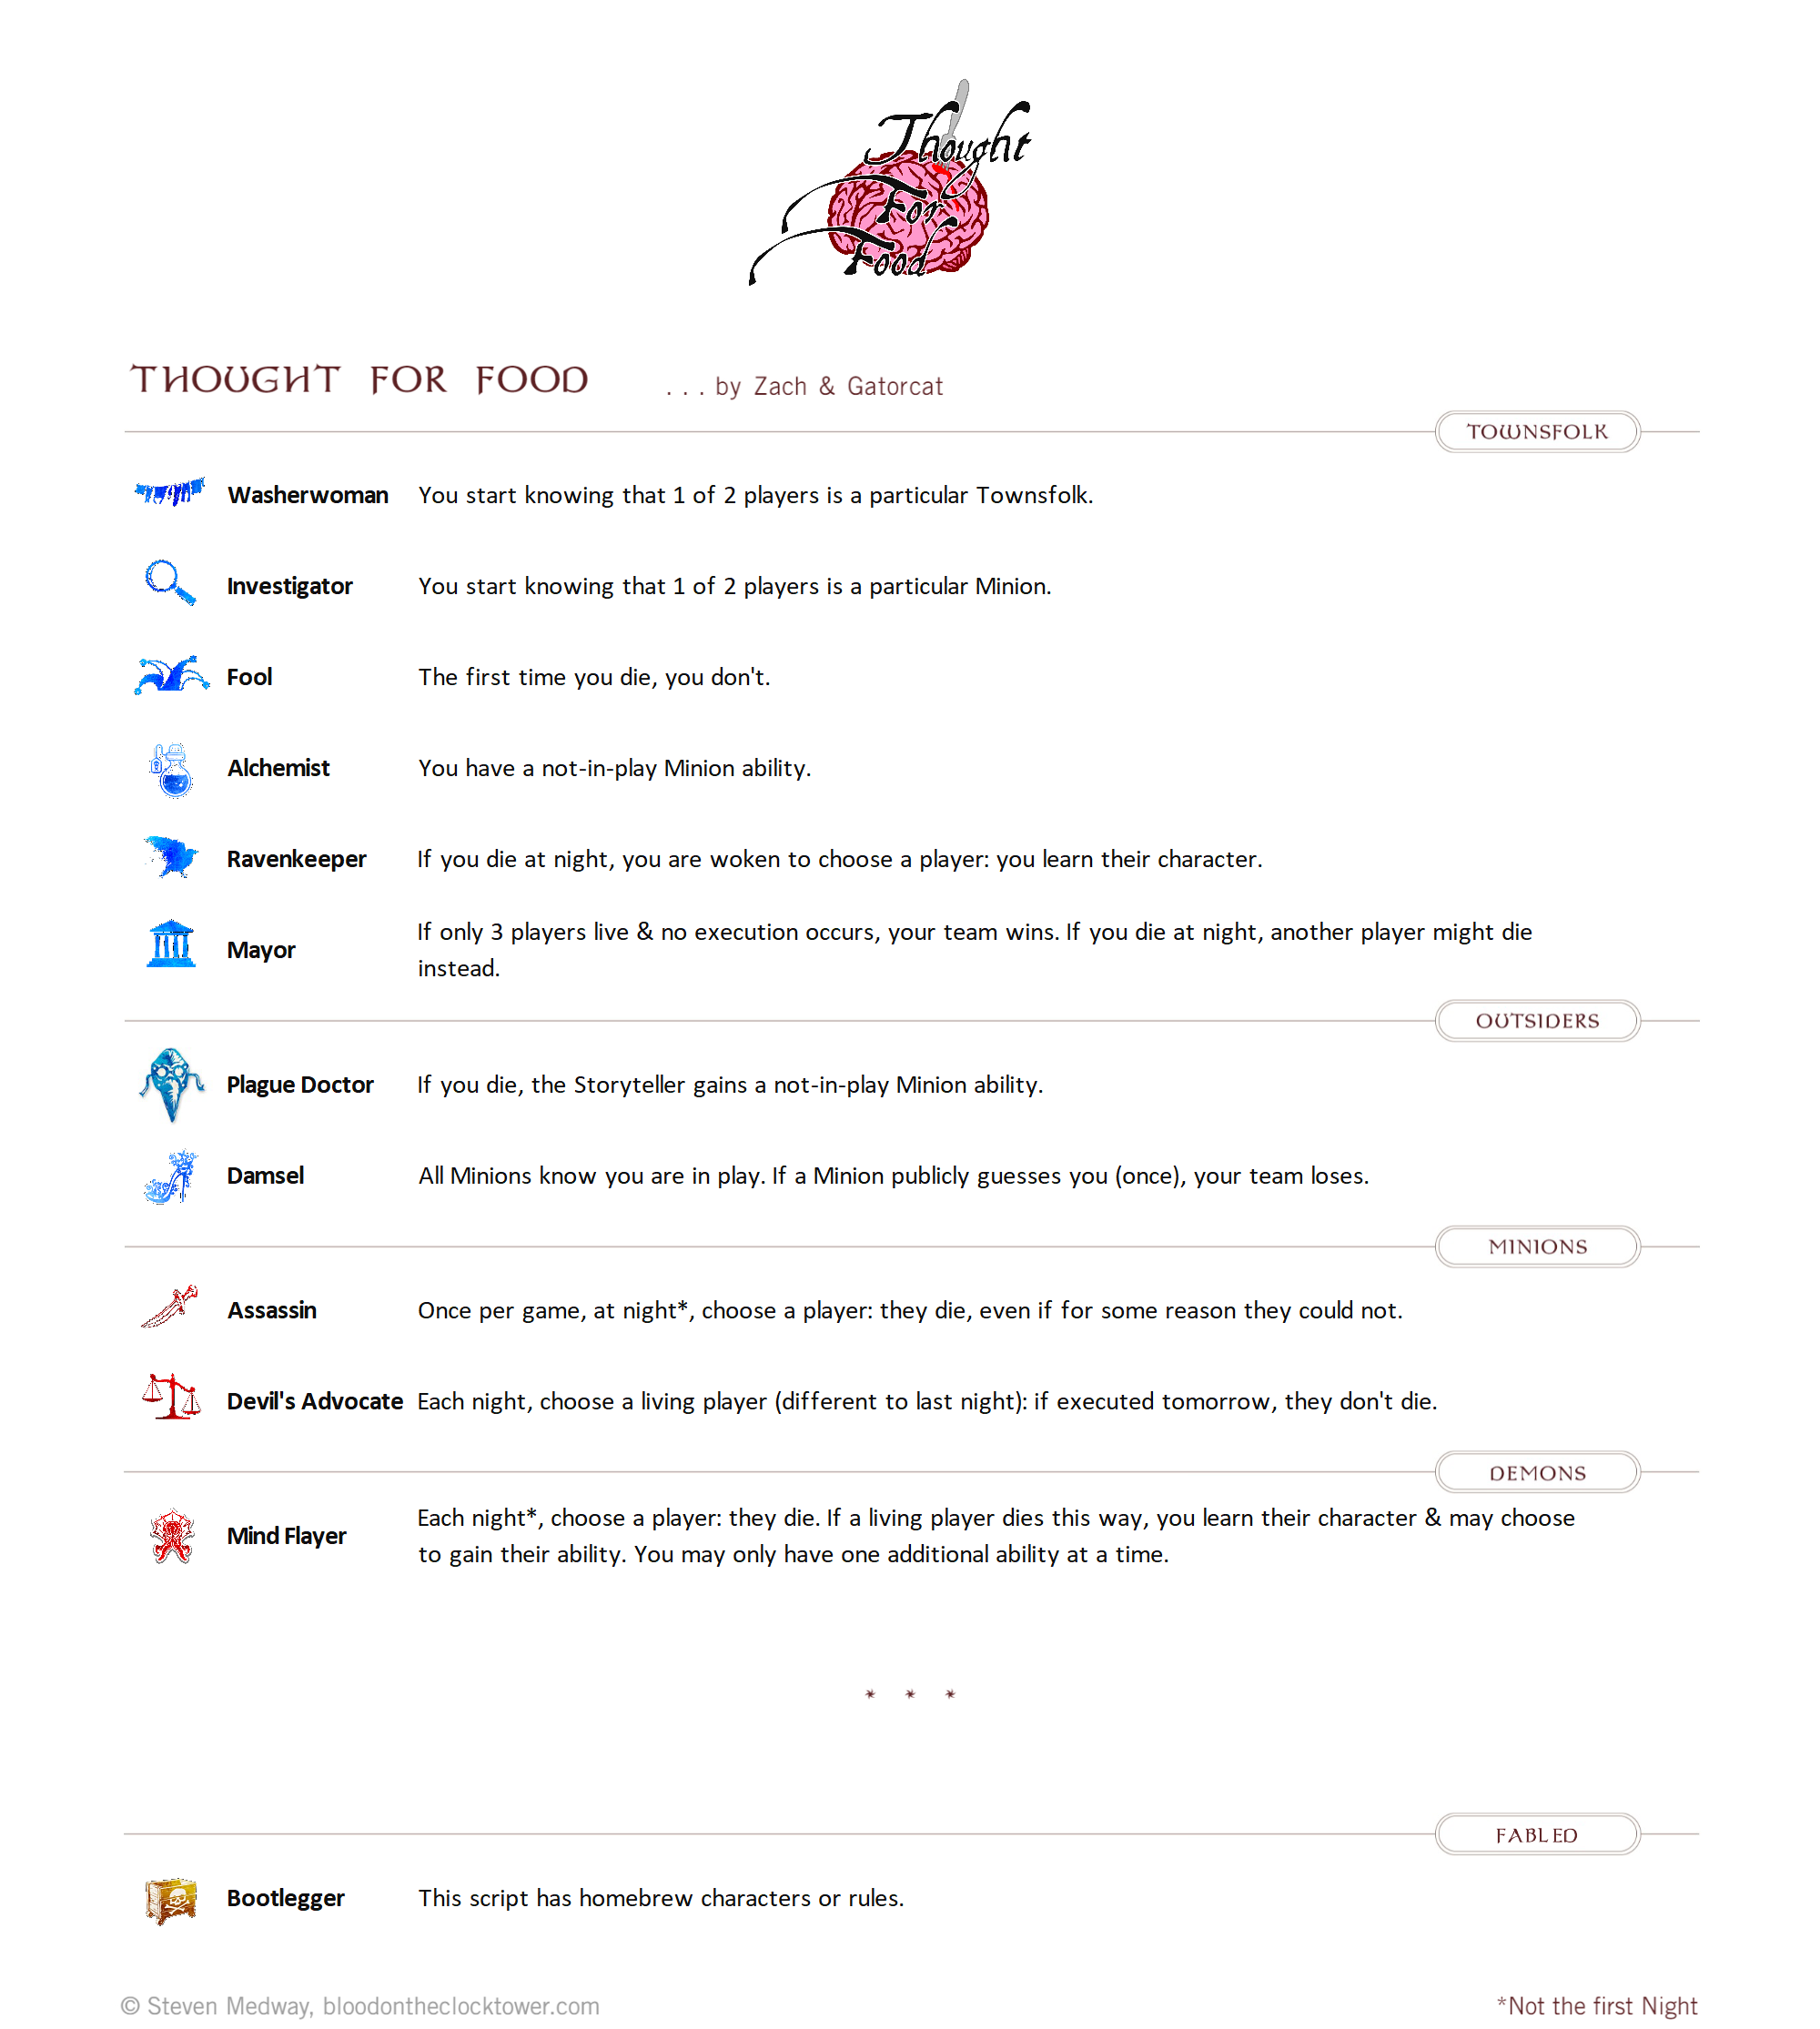 Thought
For
Food
THOUGHT FOR FOOD . . . by Zach & Gatorcat
TOWNSFOLK
Washerwoman You start knowing that 1 of 2 players is a particular Townsfolk.
Investigator You start knowing that 1 of 2 players is a particular Minion.
Fool The first time you die, you don't.
Alchemist You have a not-in-play Minion ability.
Ravenkeeper If you die at night, you are woken to choose a player: you learn their character.
Mayor If only 3 players live & no execution occurs, your team wins. If you die at night, another player might die
instead.
OUTSIDERS
Plague Doctor If you die, the Storyteller gains a not-in-play Minion ability.
Damsel All Minions know you are in play. If a Minion publicly guesses you (once), your team loses.
MINIONS
Assassin Once per game, at night*, choose a player: they die, even if for some reason they could not.
Devil's Advocate Each night, choose a living player (different to last night): if executed tomorrow, they don't die.
DEMONS
Mind Flayer Each night*, choose a player: they die. If a living player dies this way, you learn their character & may choose
to gain their ability. You may only have one additional ability at a time.
* * *
FABLED
Bootlegger This script has homebrew characters or rules.
© Steven Medway, bloodontheclocktower.com *Not the first Night